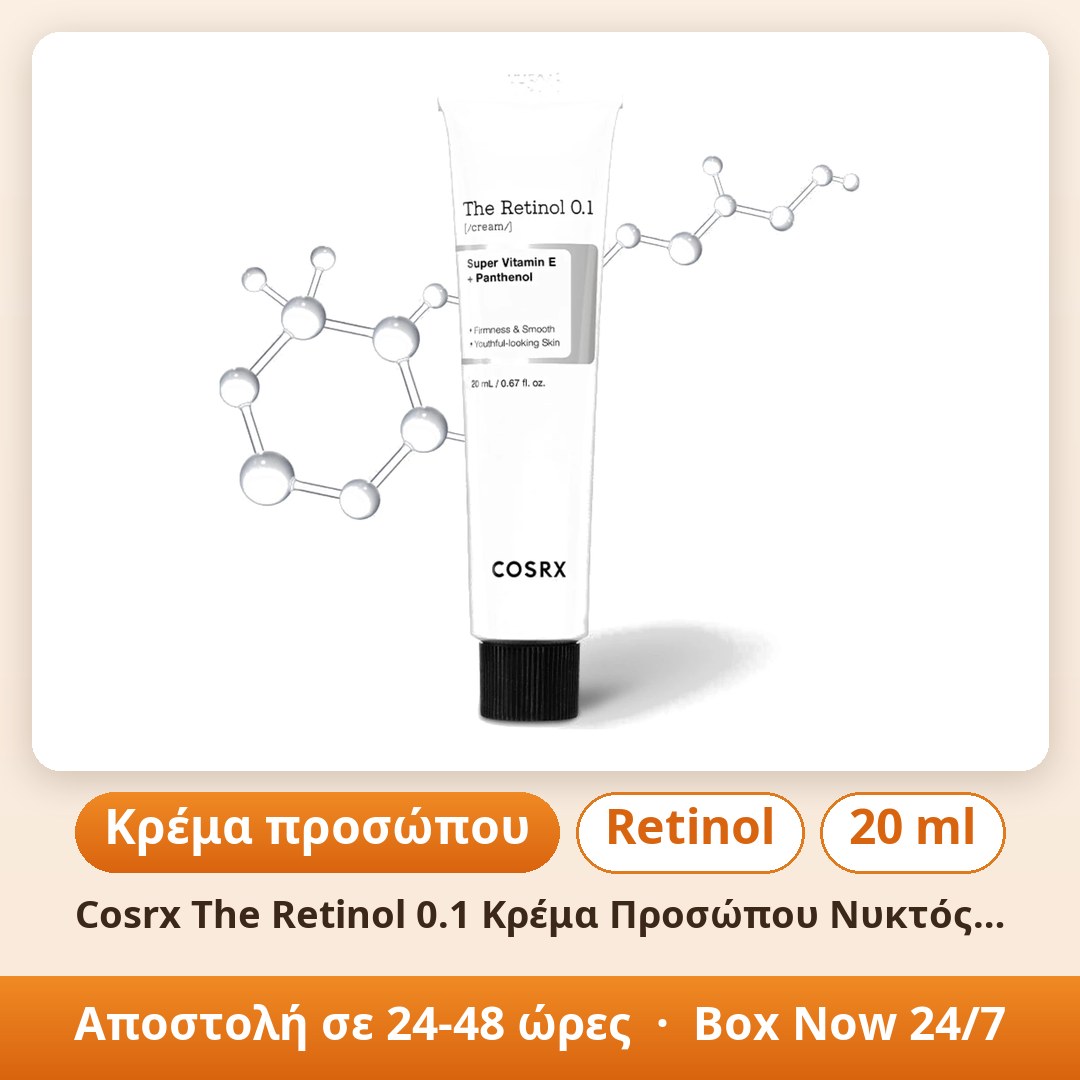 The Retinol 0.1
[/cream/]
Super Vitamin E
+ Panthenol
• Firmness & Smooth
• Youthful-looking Skin
20 mL / 0.67 fl. oz.
COSRX
Κρέμα προσώπου
Retinol
20 ml
Cosrx The Retinol 0.1 Κρέμα Προσώπου Νυκτός...
Αποστολή σε 24-48 ώρες · Box Now 24/7